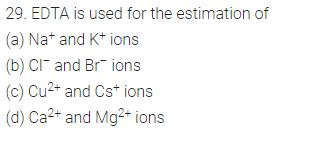 29. EDTA is used for the estimation of
(a) Na⁺ and K⁺ ions
(b) Cl⁻ and Br⁻ ions
(c) Cu²⁺ and Cs⁺ ions
(d) Ca²⁺ and Mg²⁺ ions